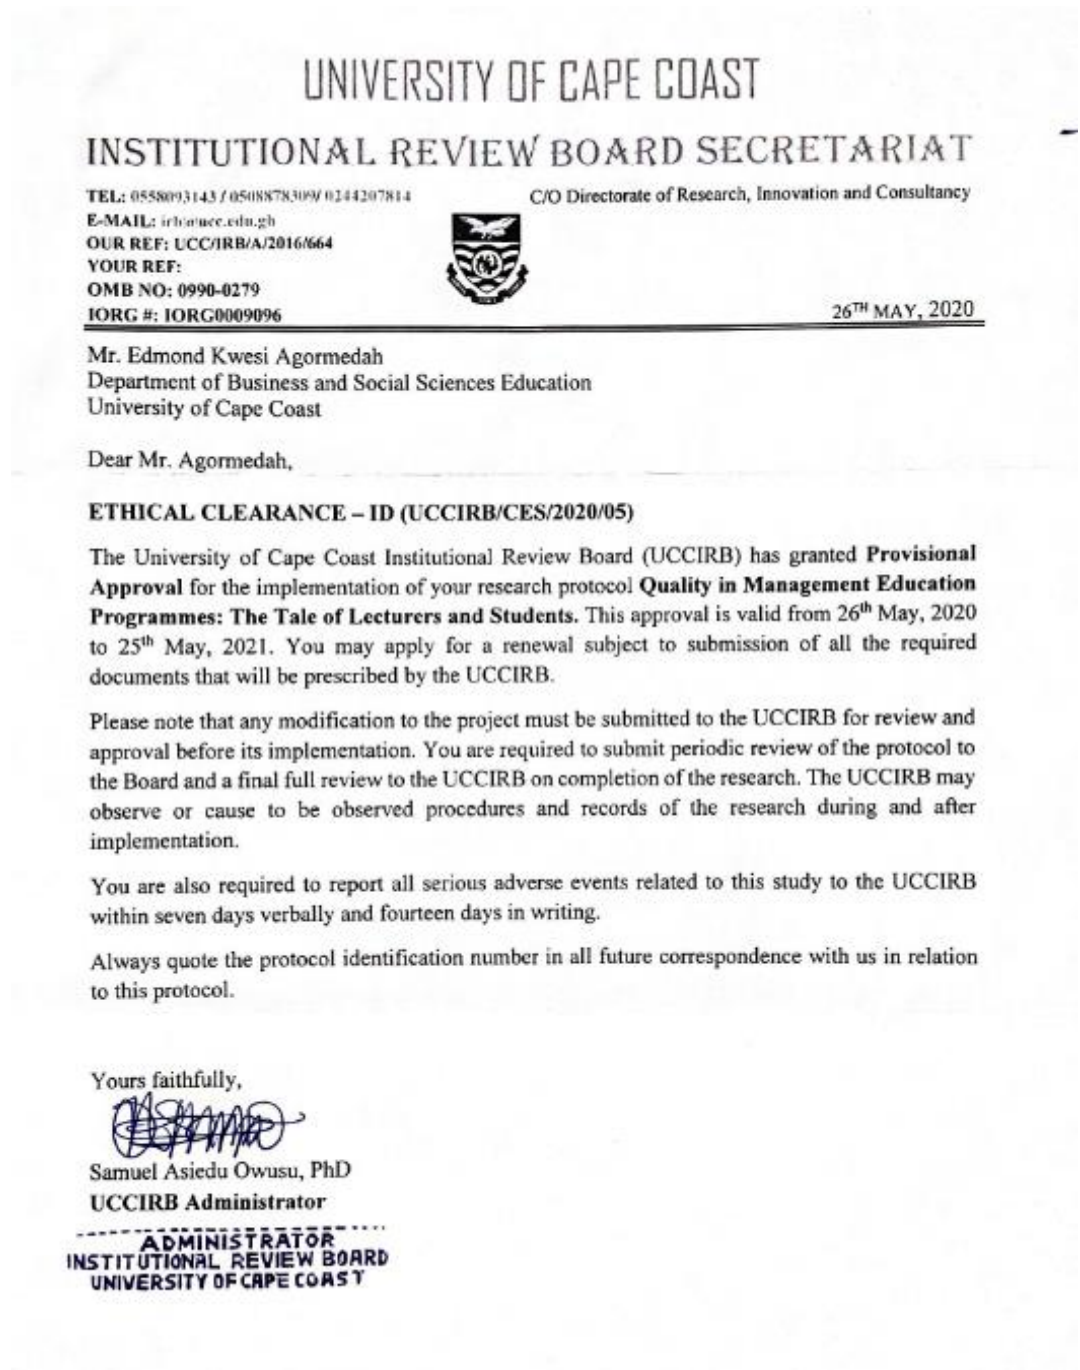 UNIVERSITY OF CAPE COAST
INSTITUTIONAL REVIEW BOARD SECRETARIAT
TEL: 0558093143 / 0508878309/ 0244207814
C/O Directorate of Research, Innovation and Consultancy
E-MAIL: irb@ucc.edu.gh
OUR REF: UCC/IRB/A/2016/664
YOUR REF:
OMB NO: 0990-0279
IORG #: IORG0009096
26TH MAY, 2020
Mr. Edmond Kwesi Agormedah
Department of Business and Social Sciences Education
University of Cape Coast
Dear Mr. Agormedah,
ETHICAL CLEARANCE – ID (UCCIRB/CES/2020/05)
The University of Cape Coast Institutional Review Board (UCCIRB) has granted Provisional
Approval for the implementation of your research protocol Quality in Management Education
Programmes: The Tale of Lecturers and Students. This approval is valid from 26th May, 2020
to 25th May, 2021. You may apply for a renewal subject to submission of all the required
documents that will be prescribed by the UCCIRB.
Please note that any modification to the project must be submitted to the UCCIRB for review and
approval before its implementation. You are required to submit periodic review of the protocol to
the Board and a final full review to the UCCIRB on completion of the research. The UCCIRB may
observe or cause to be observed procedures and records of the research during and after
implementation.
You are also required to report all serious adverse events related to this study to the UCCIRB
within seven days verbally and fourteen days in writing.
Always quote the protocol identification number in all future correspondence with us in relation
to this protocol.
Yours faithfully,
Samuel Asiedu Owusu, PhD
UCCIRB Administrator
ADMINISTRATOR
INSTITUTIONAL REVIEW BOARD
UNIVERSITY OF CAPE COAST